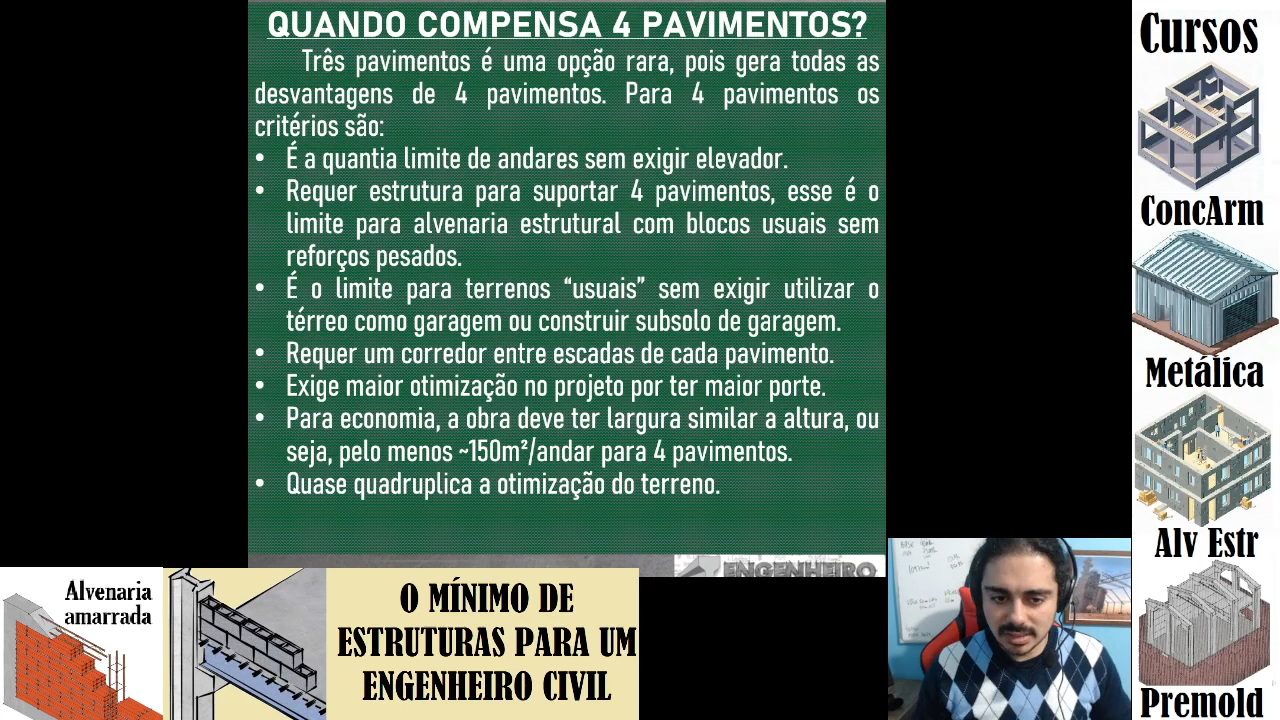 QUANDO COMPENSA 4 PAVIMENTOS?
Três pavimentos é uma opção rara, pois gera todas as
desvantagens de 4 pavimentos. Para 4 pavimentos os
critérios são:
• É a quantia limite de andares sem exigir elevador.
• Requer estrutura para suportar 4 pavimentos, esse é o
limite para alvenaria estrutural com blocos usuais sem
reforços pesados.
• É o limite para terrenos “usuais” sem exigir utilizar o
térreo como garagem ou construir subsolo de garagem.
• Requer um corredor entre escadas de cada pavimento.
• Exige maior otimização no projeto por ter maior porte.
• Para economia, a obra deve ter largura similar a altura, ou
seja, pelo menos ~150m²/andar para 4 pavimentos.
• Quase quadruplica a otimização do terreno.
ENGENHEIRO
Cursos
ConcArm
Metálica
Alv Estr
Premold
Alvenaria
amarrada
O MÍNIMO DE
ESTRUTURAS PARA UM
ENGENHEIRO CIVIL